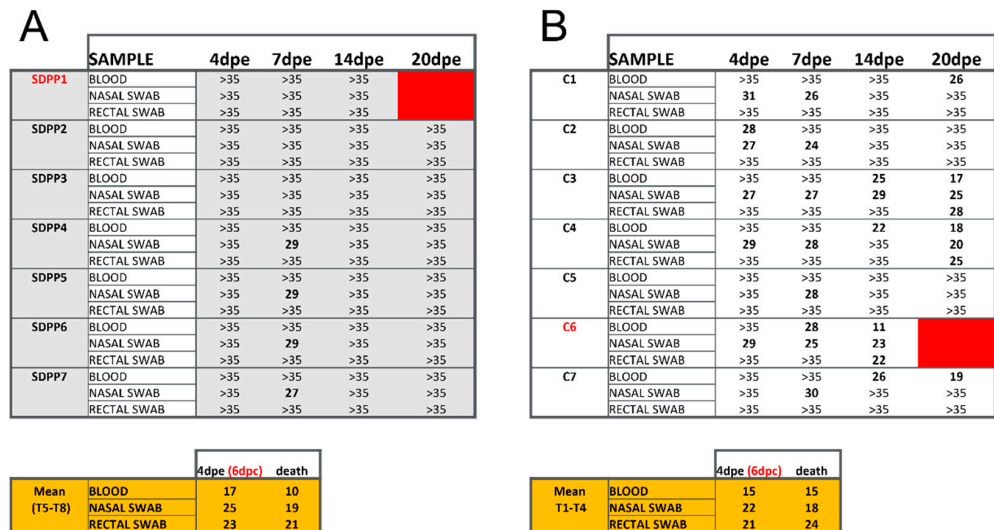 A
SAMPLE 4dpe 7dpe 14dpe 20dpe
SDPP1 BLOOD >35 >35 >35
NASAL SWAB >35 >35 >35
RECTAL SWAB >35 >35 >35
SDPP2 BLOOD >35 >35 >35 >35
NASAL SWAB >35 >35 >35 >35
RECTAL SWAB >35 >35 >35 >35
SDPP3 BLOOD >35 >35 >35 >35
NASAL SWAB >35 >35 >35 >35
RECTAL SWAB >35 >35 >35 >35
SDPP4 BLOOD >35 >35 >35 >35
NASAL SWAB >35 29 >35 >35
RECTAL SWAB >35 >35 >35 >35
SDPP5 BLOOD >35 >35 >35 >35
NASAL SWAB >35 29 >35 >35
RECTAL SWAB >35 >35 >35 >35
SDPP6 BLOOD >35 >35 >35 >35
NASAL SWAB >35 29 >35 >35
RECTAL SWAB >35 >35 >35 >35
SDPP7 BLOOD >35 >35 >35 >35
NASAL SWAB >35 27 >35 >35
RECTAL SWAB >35 >35 >35 >35
4dpe (6dpc) death
Mean BLOOD 17 10
(T5-T8) NASAL SWAB 25 19
RECTAL SWAB 23 21
B
SAMPLE 4dpe 7dpe 14dpe 20dpe
C1 BLOOD >35 >35 >35 26
NASAL SWAB 31 26 >35 >35
RECTAL SWAB >35 >35 >35 >35
C2 BLOOD 28 >35 >35 >35
NASAL SWAB 27 24 >35 >35
RECTAL SWAB >35 >35 >35 >35
C3 BLOOD >35 >35 25 17
NASAL SWAB 27 27 29 25
RECTAL SWAB >35 >35 >35 28
C4 BLOOD >35 >35 22 18
NASAL SWAB 29 28 >35 20
RECTAL SWAB >35 >35 >35 25
C5 BLOOD >35 >35 >35 >35
NASAL SWAB >35 28 >35 >35
RECTAL SWAB >35 >35 >35 >35
C6 BLOOD >35 28 11
NASAL SWAB 29 25 23
RECTAL SWAB >35 >35 22
C7 BLOOD >35 >35 26 19
NASAL SWAB >35 30 >35 >35
RECTAL SWAB >35 >35 >35 >35
4dpe (6dpc) death
Mean BLOOD 15 15
T1-T4 NASAL SWAB 22 18
RECTAL SWAB 21 24